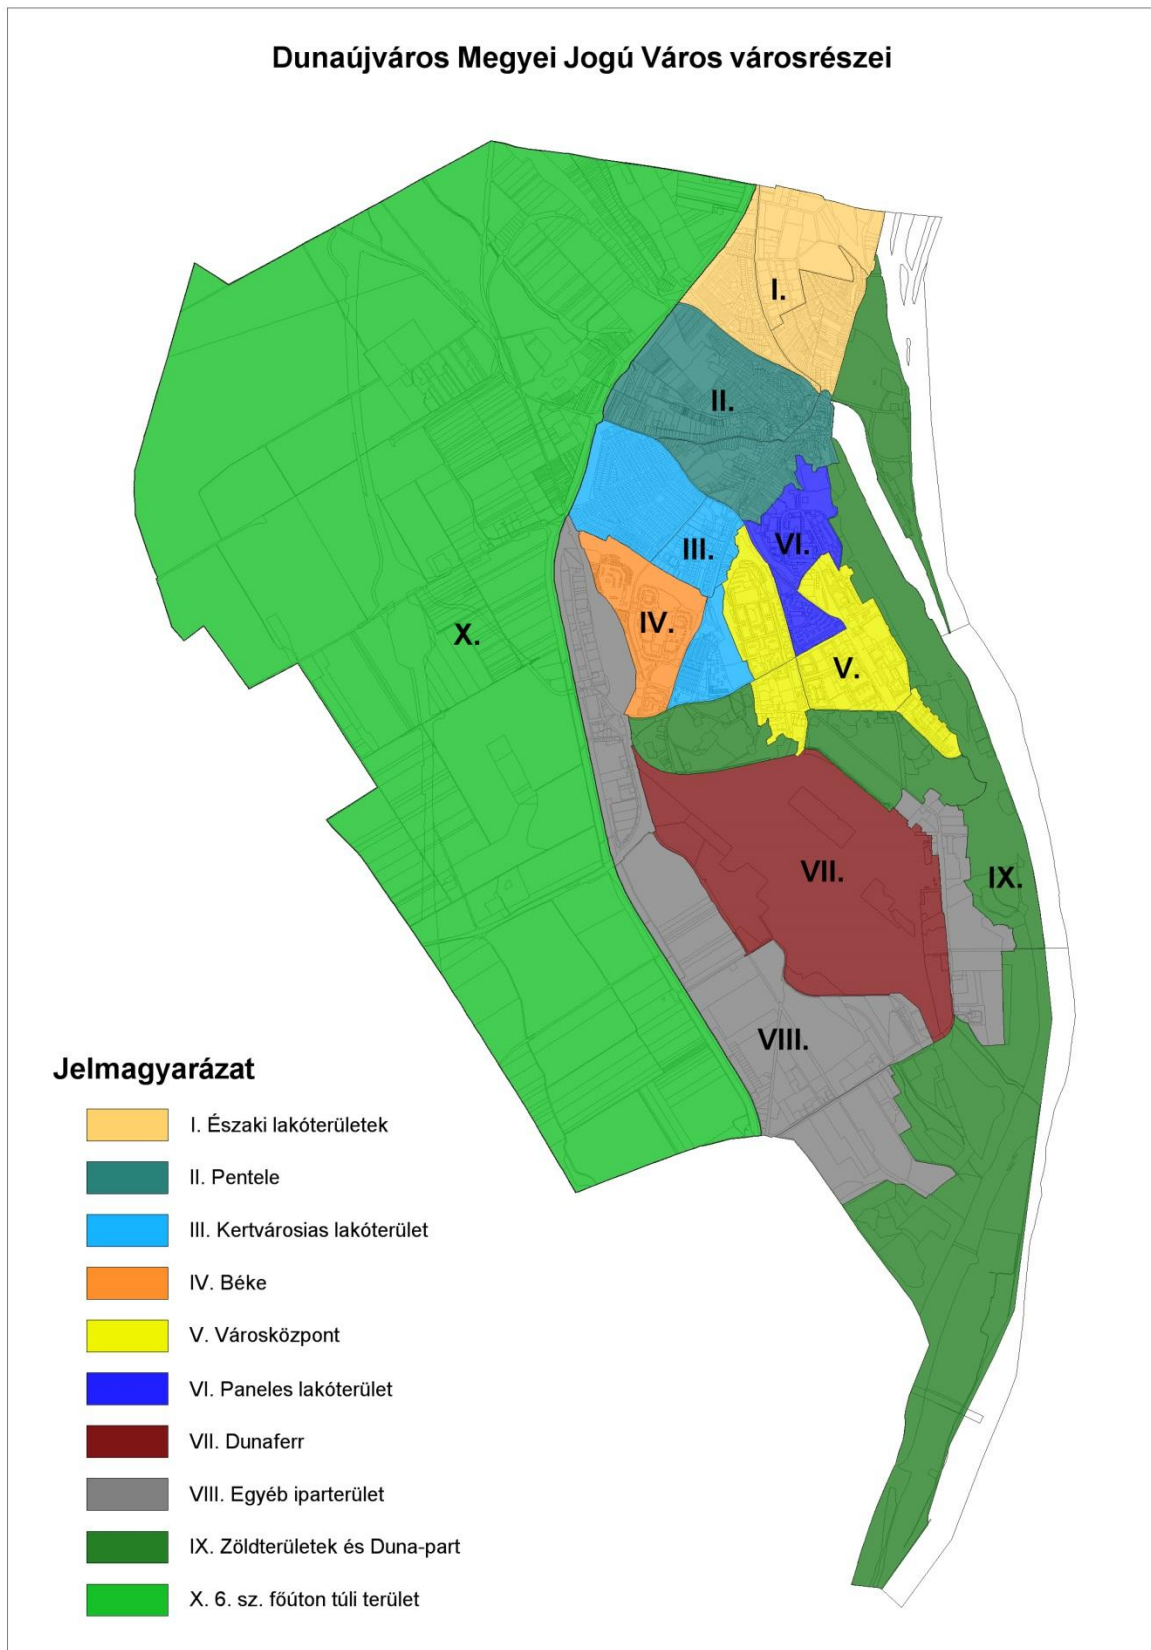 Dunaújváros Megyei Jogú Város városrészei
I.
II.
III.
VI.
IV.
X.
V.
VII.
IX.
VIII.
Jelmagyarázat
I. Északi lakóterületek
II. Pentele
III. Kertvárosias lakóterület
IV. Béke
V. Városközpont
VI. Paneles lakóterület
VII. Dunaferr
VIII. Egyéb iparterület
IX. Zöldterületek és Duna-part
X. 6. sz. főúton túli terület